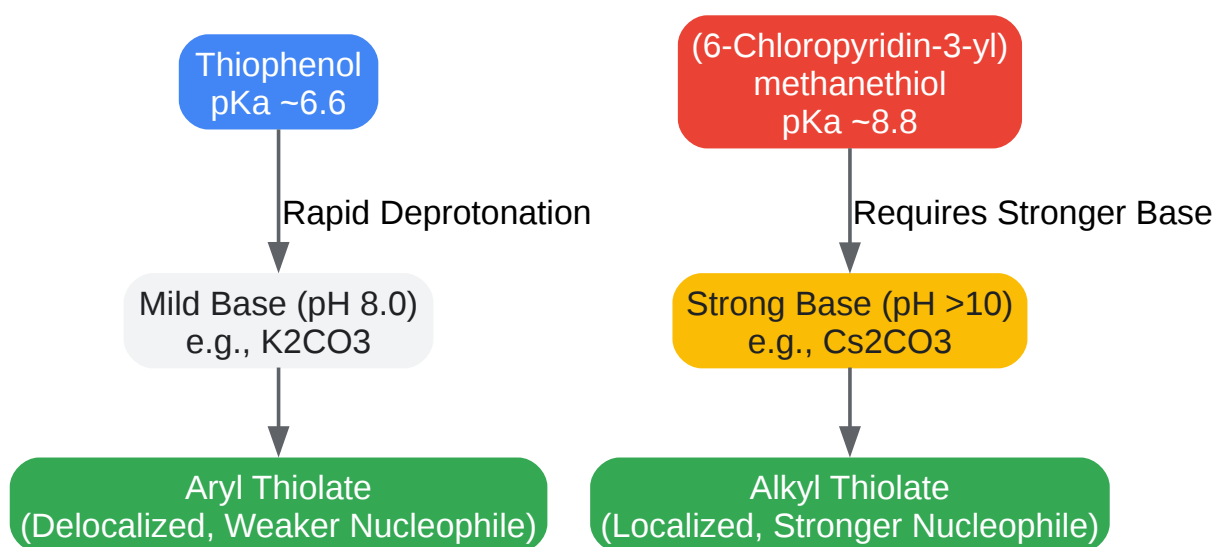 Thiophenol
pKa ~6.6
(6-Chloropyridin-3-yl)
methanethiol
pKa ~8.8
Rapid Deprotonation
Requires Stronger Base
Mild Base (pH 8.0)
e.g., K2CO3
Strong Base (pH >10)
e.g., Cs2CO3
Aryl Thiolate
(Delocalized, Weaker Nucleophile)
Alkyl Thiolate
(Localized, Stronger Nucleophile)